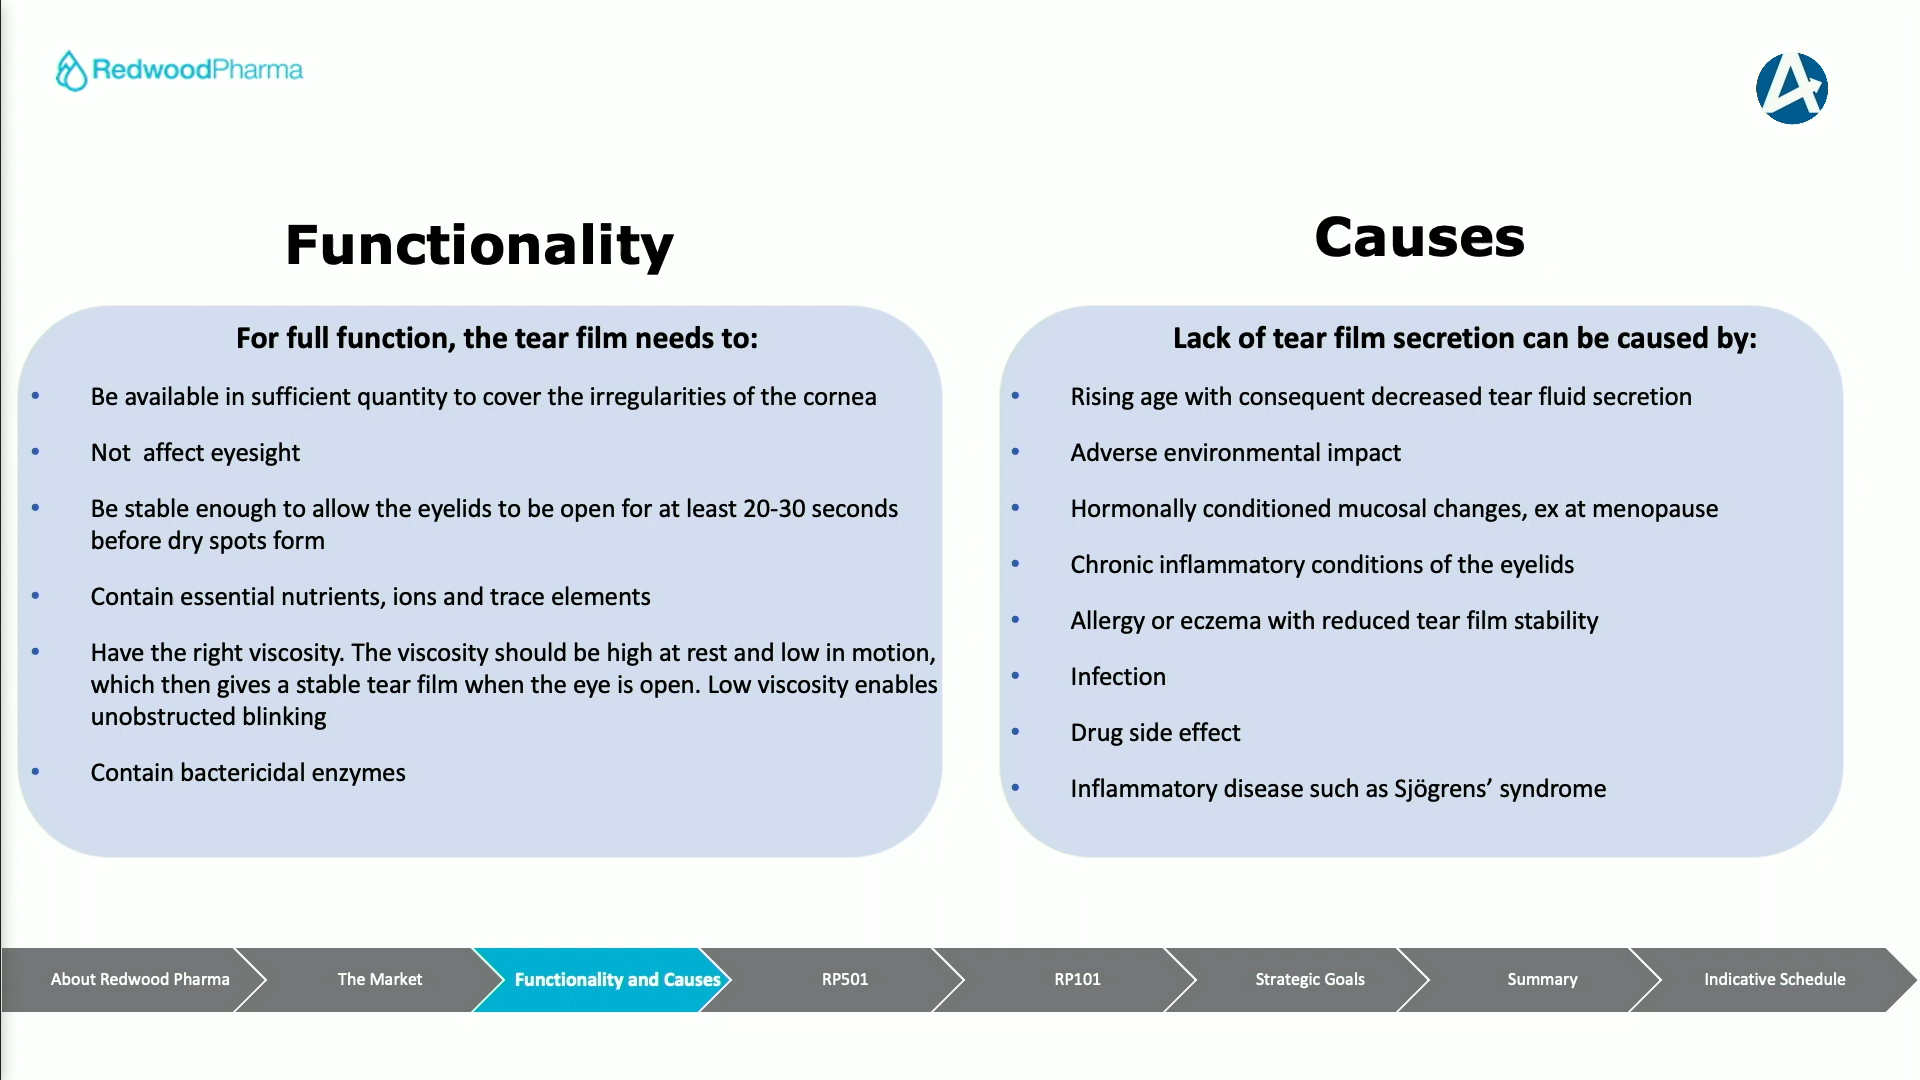 RedwoodPharma
Functionality
For full function, the tear film needs to:
• Be available in sufficient quantity to cover the irregularities of the cornea
• Not  affect eyesight
• Be stable enough to allow the eyelids to be open for at least 20-30 seconds
before dry spots form
• Contain essential nutrients, ions and trace elements
• Have the right viscosity. The viscosity should be high at rest and low in motion,
which then gives a stable tear film when the eye is open. Low viscosity enables
unobstructed blinking
• Contain bactericidal enzymes
Causes
Lack of tear film secretion can be caused by:
• Rising age with consequent decreased tear fluid secretion
• Adverse environmental impact
• Hormonally conditioned mucosal changes, ex at menopause
• Chronic inflammatory conditions of the eyelids
• Allergy or eczema with reduced tear film stability
• Infection
• Drug side effect
• Inflammatory disease such as Sjögrens’ syndrome
About Redwood Pharma
The Market
Functionality and Causes
RP501
RP101
Strategic Goals
Summary
Indicative Schedule